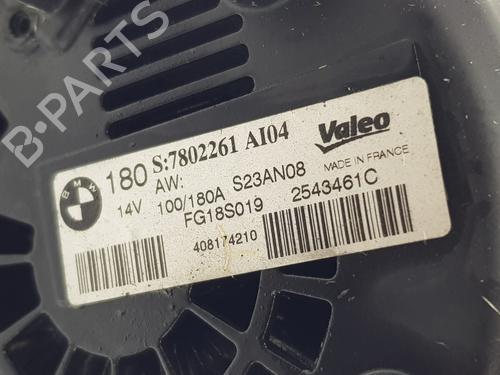 B-PARTS
BMW
180 S:7802261 AI04 Valeo
AW:
14V 100/180A S23AN08 MADE IN FRANCE
FG18S019 2543461C
408174210